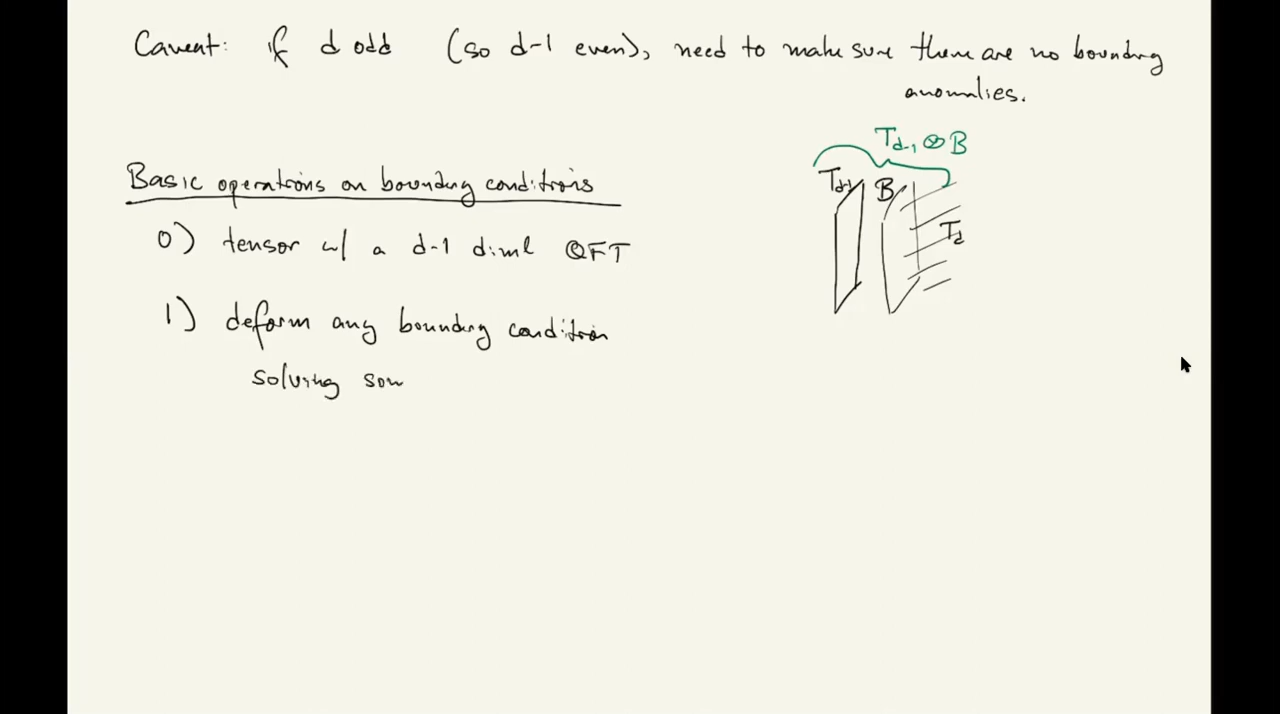 Caveat: if d odd (so d-1 even), need to make sure there are no boundary
anomalies.
T_{d-1} ⊗ B
Basic operations on boundary conditions
T_{d-1} B
0) tensor w/ a d-1 diml QFT
T_d
1) deform any boundary condition
solving som